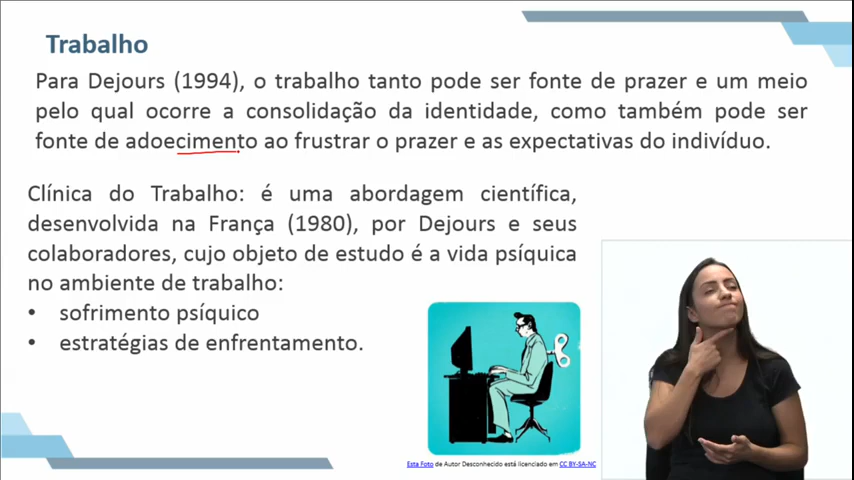 Trabalho
Para Dejours (1994), o trabalho tanto pode ser fonte de prazer e um meio
pelo qual ocorre a consolidação da identidade, como também pode ser
fonte de adoecimento ao frustrar o prazer e as expectativas do indivíduo.
Clínica do Trabalho: é uma abordagem científica,
desenvolvida na França (1980), por Dejours e seus
colaboradores, cujo objeto de estudo é a vida psíquica
no ambiente de trabalho:
• sofrimento psíquico
• estratégias de enfrentamento.
Esta Foto de Autor Desconhecido está licenciado em CC BY-SA-NC